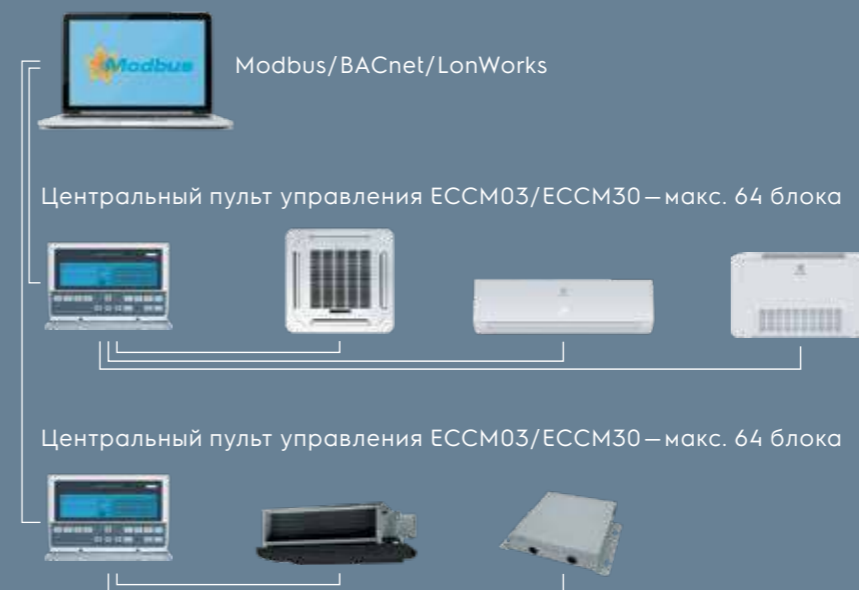 Modbus
Modbus/BACnet/LonWorks
Центральный пульт управления ECCM03/ECCM30—макс. 64 блока
Центральный пульт управления ECCM03/ECCM30—макс. 64 блока